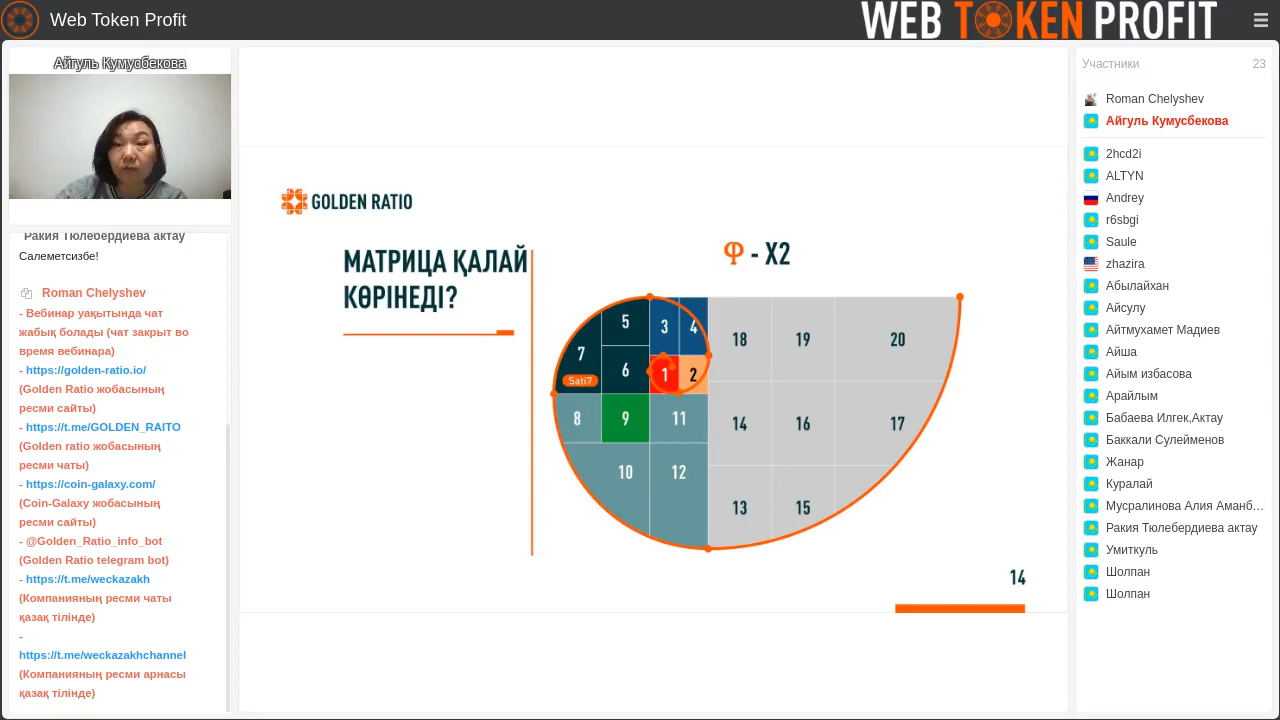 Web Token Profit
WEB TOKEN PROFIT
Айгуль Кумусбекова
Ракия Тюлебердиева актау
Салеметсизбе!
Roman Chelyshev
- Вебинар уақытында чат
жабық болады (чат закрыт во
время вебинара)
- https://golden-ratio.io/
(Golden Ratio жобасының
ресми сайты)
- https://t.me/GOLDEN_RAITO
(Golden ratio жобасының
ресми чаты)
- https://coin-galaxy.com/
(Coin-Galaxy жобасының
ресми сайты)
- @Golden_Ratio_info_bot
(Golden Ratio telegram bot)
- https://t.me/weckazakh
(Компанияның ресми чаты
қазақ тілінде)
-
https://t.me/weckazakhchannel
(Компанияның ресми арнасы
қазақ тілінде)
GOLDEN RATIO
МАТРИЦА ҚАЛАЙ
КӨРІНЕДІ?
Ф - X2
5
3
4
18
19
20
7
6
1
2
Sati7
8
9
11
14
16
17
10
12
13
15
14
Участники 23
Roman Chelyshev
Айгуль Кумусбекова
2hcd2i
ALTYN
Andrey
r6sbgi
Saule
zhazira
Абылайхан
Айсулу
Айтмухамет Мадиев
Айша
Айым избасова
Арайлым
Бабаева Илгек,Актау
Баккали Сулейменов
Жанар
Куралай
Мусралинова Алия Аманб...
Ракия Тюлебердиева актау
Умиткуль
Шолпан
Шолпан